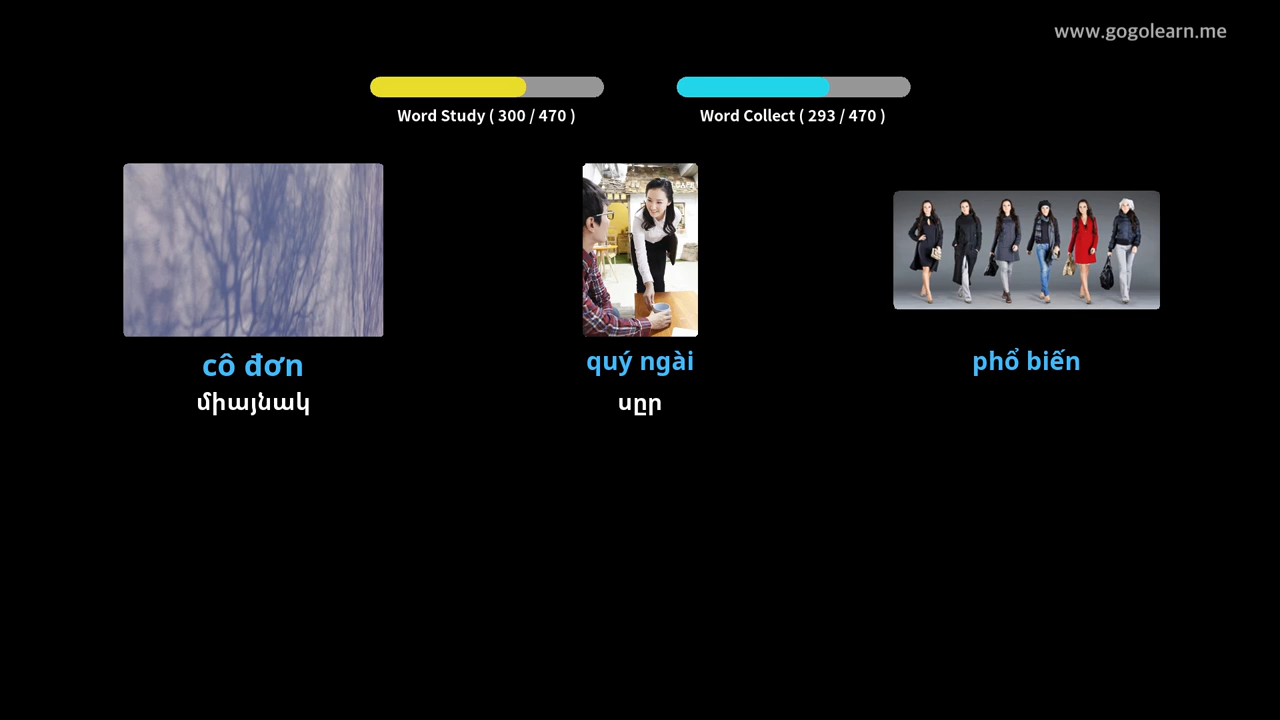 www.gogolearn.me
Word Study ( 300 / 470 )
Word Collect ( 293 / 470 )
cô đơn
միայնակ
quý ngài
սըր
phổ biến